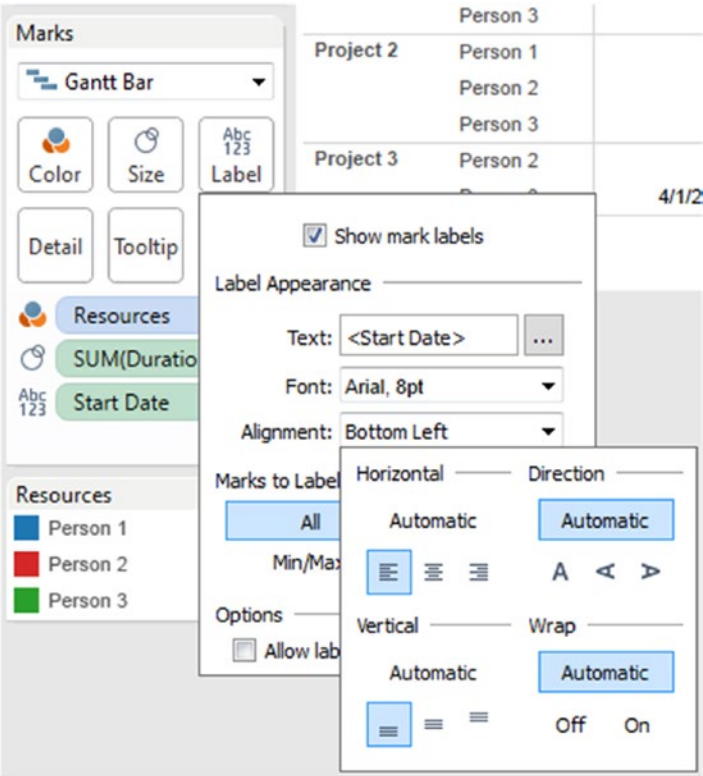 Marks
Gantt Bar
Color
Size
Abc
123
Label
Detail
Tooltip
Resources
SUM(Duratio
Abc
123
Start Date
Resources
Person 1
Person 2
Person 3
Person 3
Project 2 Person 1
Person 2
Person 3
Project 3 Person 2
4/1/2
Show mark labels
Label Appearance
Text: <Start Date> ...
Font: Arial, 8pt
Alignment: Bottom Left
Marks to Label
All
Min/Max
Options
Allow lab
Horizontal Direction
Automatic Automatic
A A A
Vertical Wrap
Automatic Automatic
Off On